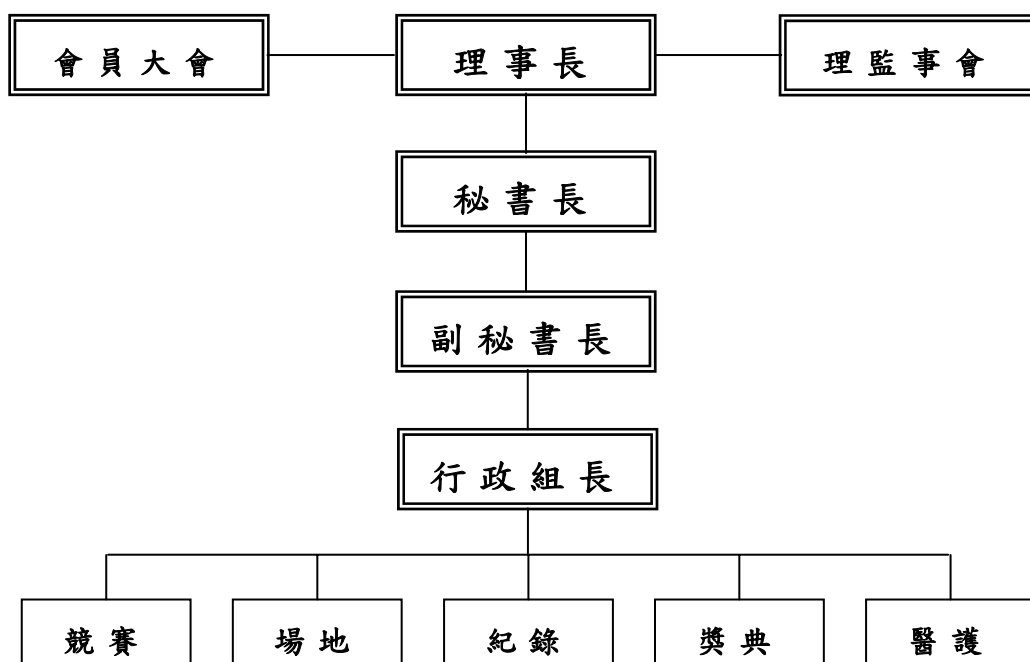 會員大會
理事長
理監事會
秘書長
副秘書長
行政組長
競賽
場地
紀錄
獎典
醫護